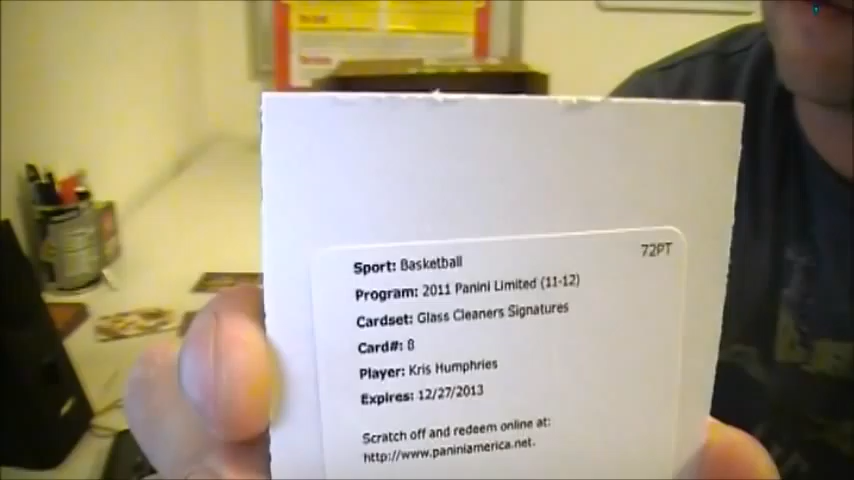 72PT
Sport: Basketball
Program: 2011 Panini Limited (11-12)
Cardset: Glass Cleaners Signatures
Card#: 8
Player: Kris Humphries
Expires: 12/27/2013
Scratch off and redeem online at:
http://www.paniniamerica.net.